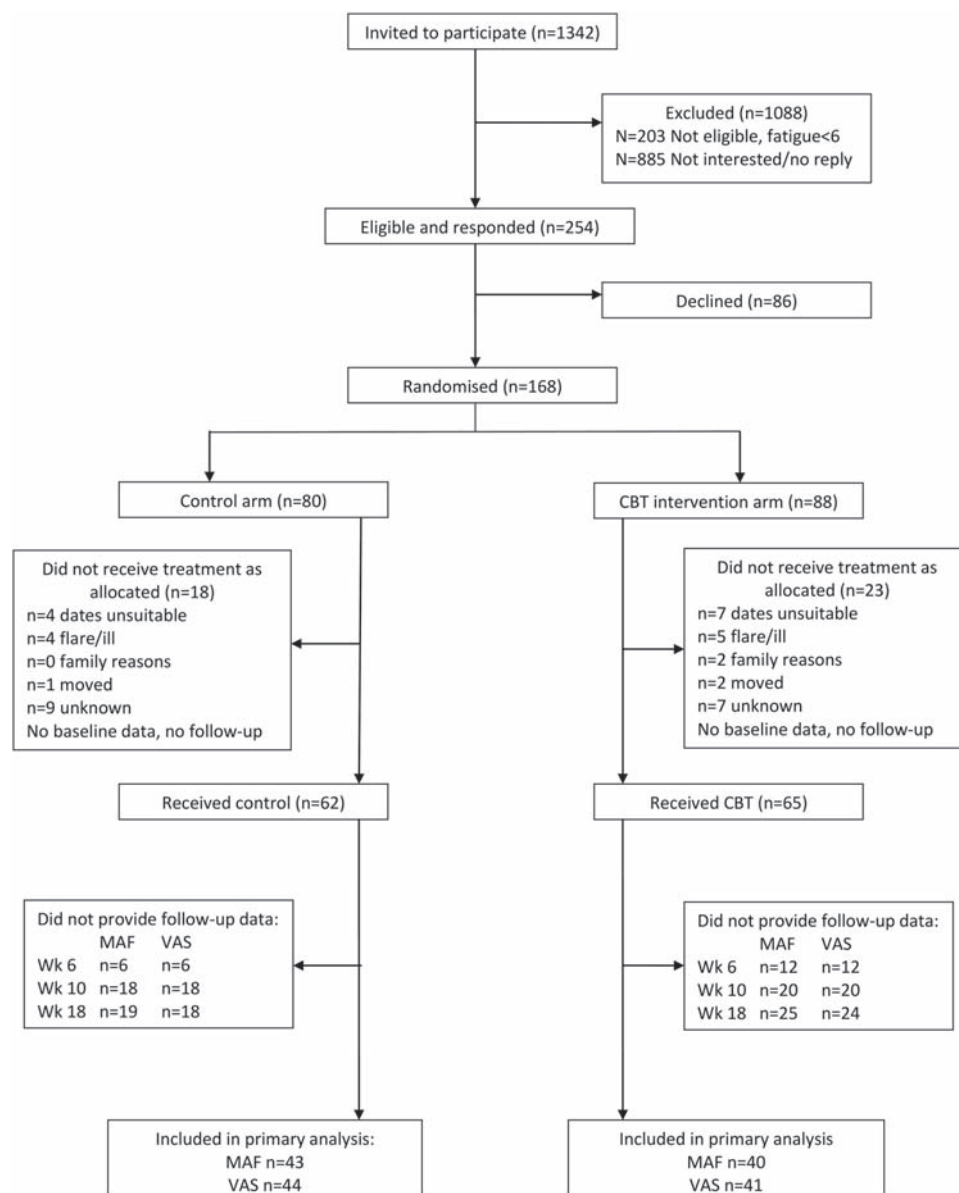 Invited to participate (n=1342)
Excluded (n=1088)
N=203 Not eligible, fatigue<6
N=885 Not interested/no reply
Eligible and responded (n=254)
Declined (n=86)
Randomised (n=168)
Control arm (n=80)
CBT intervention arm (n=88)
Did not receive treatment as
allocated (n=18)
n=4 dates unsuitable
n=4 flare/ill
n=0 family reasons
n=1 moved
n=9 unknown
No baseline data, no follow-up
Did not receive treatment as
allocated (n=23)
n=7 dates unsuitable
n=5 flare/ill
n=2 family reasons
n=2 moved
n=7 unknown
No baseline data, no follow-up
Received control (n=62)
Received CBT (n=65)
Did not provide follow-up data:
MAF VAS
Wk 6 n=6 n=6
Wk 10 n=18 n=18
Wk 18 n=19 n=18
Did not provide follow-up data:
MAF VAS
Wk 6 n=12 n=12
Wk 10 n=20 n=20
Wk 18 n=25 n=24
Included in primary analysis:
MAF n=43
VAS n=44
Included in primary analysis
MAF n=40
VAS n=41